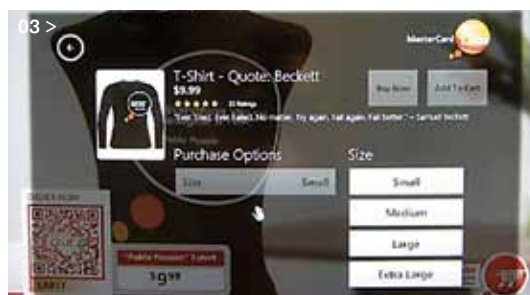 03 >
MasterCard
T-Shirt - Quote: Beckett
$9.99
Buy Now
Add To Cart
"Ever Tried. Ever Failed. No matter. Try again. Fail again. Fail better." - Samuel Beckett
Purchase Options
Size
Size
Small
Small
Medium
Large
Extra Large
ORDER NOW
T-shirt
$9.99